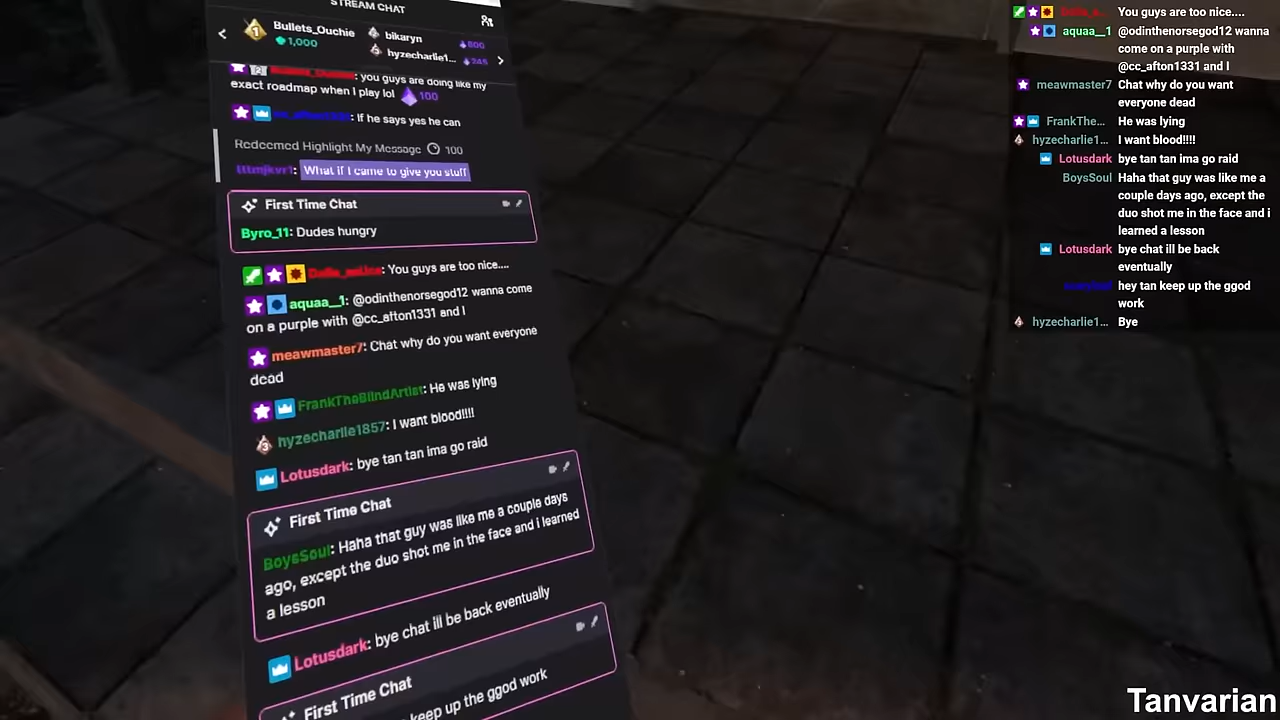 STREAM CHAT
Bullets_Ouchie
1,000
bikaryn
600
hyzecharlie1...
245
you guys are doing like my
exact roadmap when I play lol 100
: If he says yes he can
Redeemed Highlight My Message 100
What if I came to give you stuff
First Time Chat
Byro_11: Dudes hungry
: You guys are too nice....
aquaa__1: @odinthenorsegod12 wanna come
on a purple with @cc_afton1331 and I
meawmaster7: Chat why do you want everyone
dead
FrankTheBlindArtist: He was lying
hyzecharlie1857: I want blood!!!!
Lotusdark: bye tan tan ima go raid
First Time Chat
BoysSoul: Haha that guy was like me a couple days
ago, except the duo shot me in the face and i learned
a lesson
Lotusdark: bye chat ill be back eventually
First Time Chat
keep up the ggod work
You guys are too nice....
aquaa__1 @odinthenorsegod12 wanna
come on a purple with
@cc_afton1331 and I
meawmaster7 Chat why do you want
everyone dead
FrankThe... He was lying
hyzecharlie1... I want blood!!!!
Lotusdark bye tan tan ima go raid
BoysSoul Haha that guy was like me a
couple days ago, except the
duo shot me in the face and i
learned a lesson
Lotusdark bye chat ill be back
eventually
hey tan keep up the ggod
work
hyzecharlie1... Bye
Tanvarian